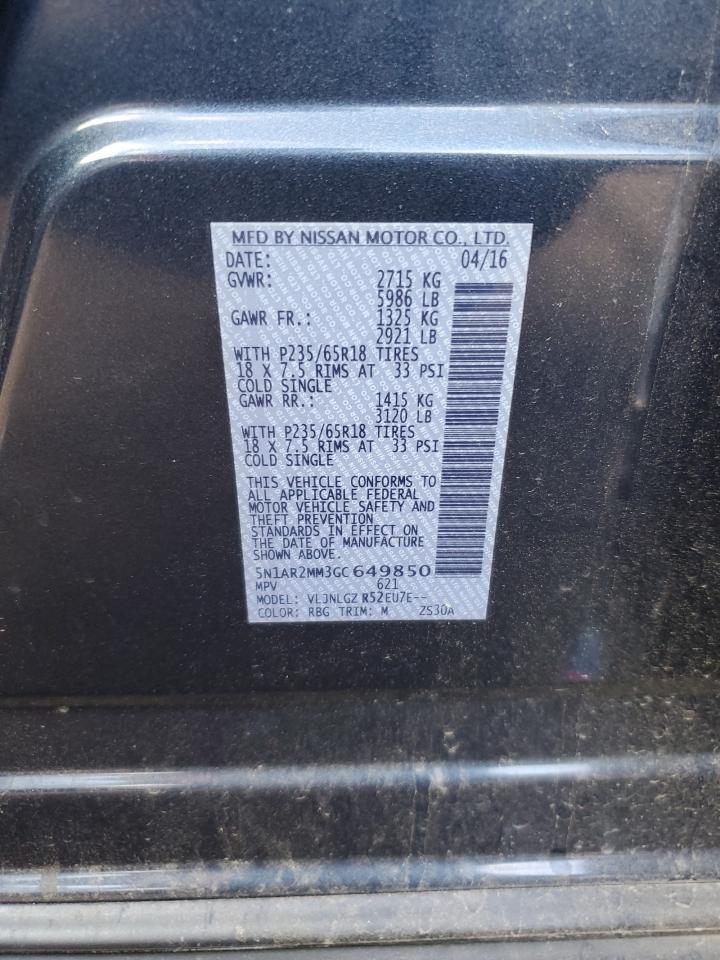 MFD BY NISSAN MOTOR CO., LTD.
DATE: 04/16
GVWR: 2715 KG
5986 LB
GAWR FR.: 1325 KG
2921 LB
WITH P235/65R18 TIRES
18 X 7.5 RIMS AT 33 PSI
COLD SINGLE
GAWR RR.: 1415 KG
3120 LB
WITH P235/65R18 TIRES
18 X 7.5 RIMS AT 33 PSI
COLD SINGLE
THIS VEHICLE CONFORMS TO
ALL APPLICABLE FEDERAL
MOTOR VEHICLE SAFETY AND
THEFT PREVENTION
STANDARDS IN EFFECT ON
THE DATE OF MANUFACTURE
SHOWN ABOVE.
5N1AR2MM3GC649850
MPV 621
MODEL: VLJNLGZ R52EU7E--
COLOR: RBG TRIM: M ZS30A